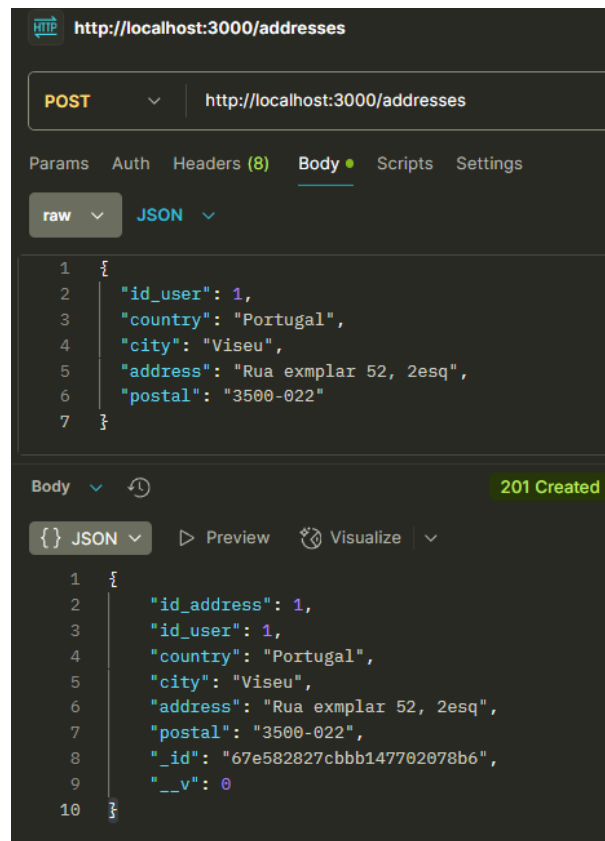 HTTP http://localhost:3000/addresses
POST http://localhost:3000/addresses
Params Auth Headers (8) Body Scripts Settings
raw JSON
1 {
2 "id_user": 1,
3 "country": "Portugal",
4 "city": "Viseu",
5 "address": "Rua exmplar 52, 2esq",
6 "postal": "3500-022"
7 }
Body 201 Created
{} JSON Preview Visualize
1 {
2 "id_address": 1,
3 "id_user": 1,
4 "country": "Portugal",
5 "city": "Viseu",
6 "address": "Rua exmplar 52, 2esq",
7 "postal": "3500-022",
8 "_id": "67e582827cbbb147702078b6",
9 "__v": 0
10 }